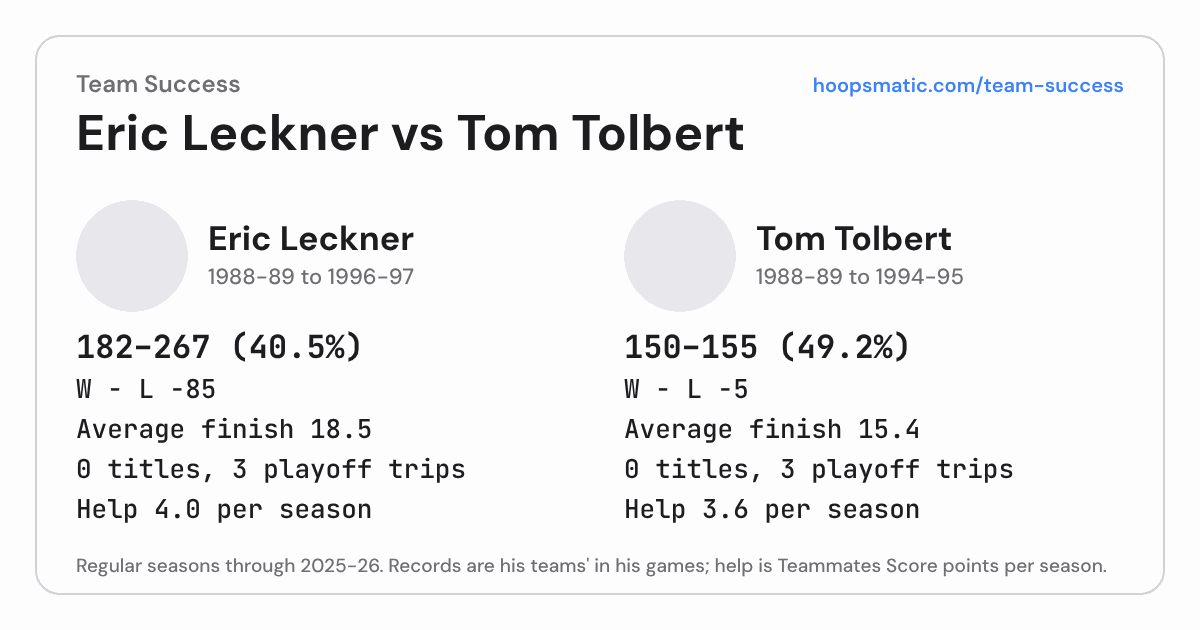 Team Success
hoopsmatic.com/team-success
Eric Leckner vs Tom Tolbert
Eric Leckner
1988-89 to 1996-97
182-267 (40.5%)
W - L -85
Average finish 18.5
0 titles, 3 playoff trips
Help 4.0 per season
Tom Tolbert
1988-89 to 1994-95
150-155 (49.2%)
W - L -5
Average finish 15.4
0 titles, 3 playoff trips
Help 3.6 per season
Regular seasons through 2025-26. Records are his teams' in his games; help is Teammates Score points per season.